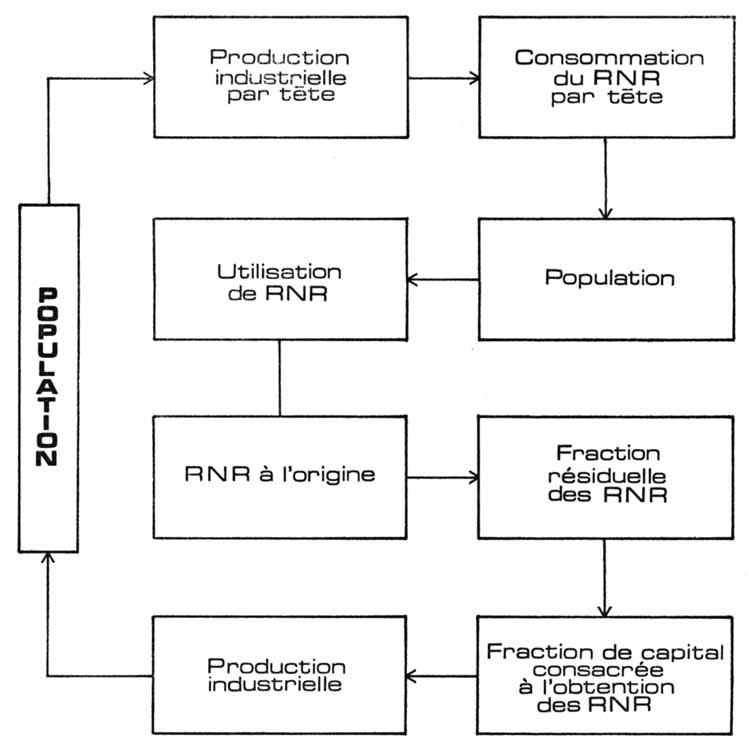 Production
industrielle
par tête
Consommation
du RNR
par tête
POPULATION
Utilisation
de RNR
Population
RNR à l'origine
Fraction
résiduelle
des RNR
Production
industrielle
Fraction de capital
consacrée
à l'obtention
des RNR